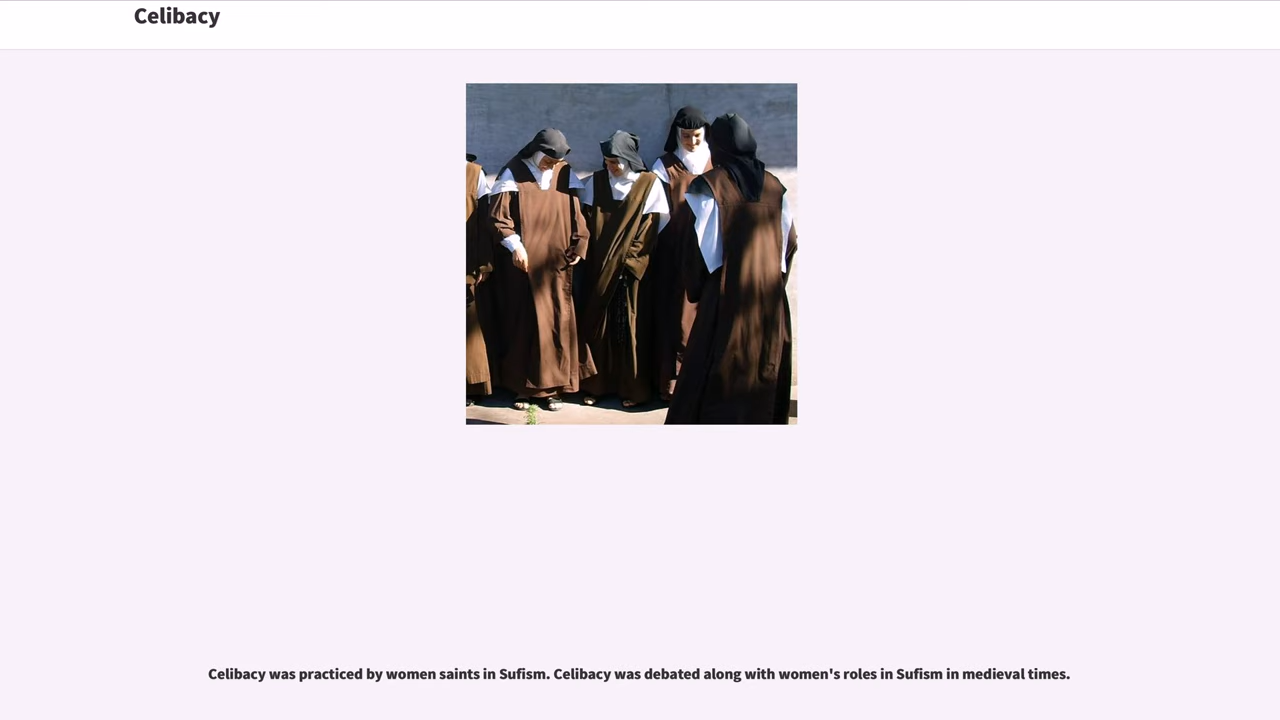 Celibacy
Celibacy was practiced by women saints in Sufism. Celibacy was debated along with women's roles in Sufism in medieval times.